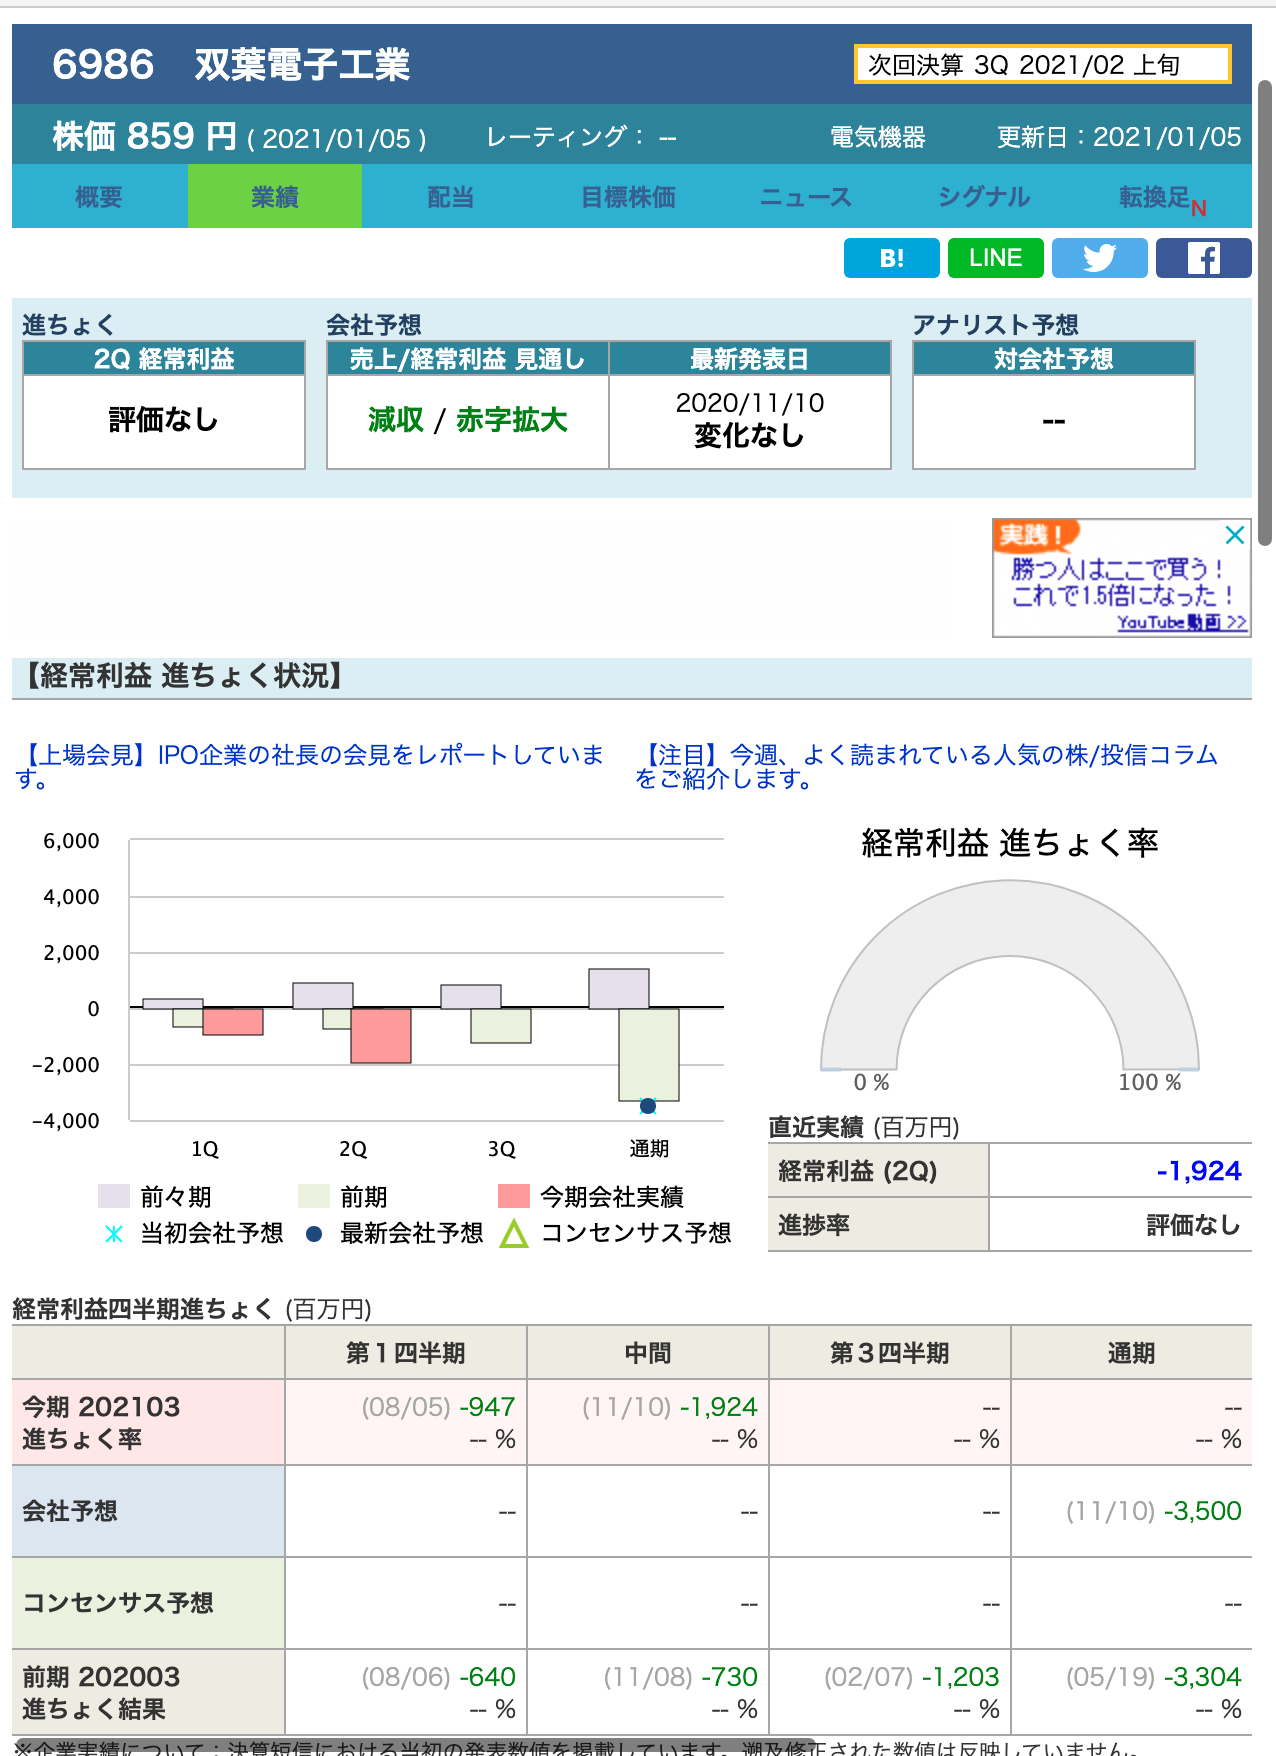 6986 双葉電子工業
次回決算 3Q 2021/02 上旬
株価 859 円 ( 2021/01/05 ) レーティング： -- 電気機器 更新日：2021/01/05
概要 業績 配当 目標株価 ニュース シグナル 転換足N
B! LINE
進ちょく 会社予想 アナリスト予想
2Q 経常利益 売上/経常利益 見通し 最新発表日 対会社予想
評価なし 減収 / 赤字拡大 2020/11/10 --
変化なし
実践！
勝つ人はここで買う！
これで1.5倍になった！
YouTube動画 >>
【経常利益 進ちょく状況】
【上場会見】IPO企業の社長の会見をレポートしていま
す。
【注目】今週、よく読まれている人気の株/投信コラム
をご紹介します。
6,000
4,000
2,000
0
-2,000
-4,000
1Q 2Q 3Q 通期
前々期 前期 今期会社実績
当初会社予想 最新会社予想 コンセンサス予想
経常利益 進ちょく率
0 % 100 %
直近実績 (百万円)
経常利益 (2Q) -1,924
進捗率 評価なし
経常利益四半期進ちょく (百万円)
第１四半期 中間 第３四半期 通期
今期 202103 (08/05) -947 (11/10) -1,924 -- --
進ちょく率 -- % -- % -- % -- %
会社予想 -- -- -- (11/10) -3,500
コンセンサス予想 -- -- -- --
前期 202003 (08/06) -640 (11/08) -730 (02/07) -1,203 (05/19) -3,304
進ちょく結果 -- % -- % -- % -- %
※企業実績について：決算短信における当初の発表数値を掲載しています。遡及修正された数値は反映していません。